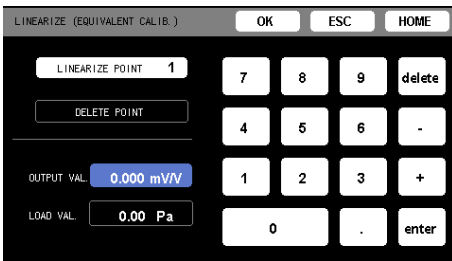 LINEARIZE (EQUIVALENT CALIB.) OK ESC HOME
LINEARIZE POINT 1
7 8 9 delete
DELETE POINT
4 5 6 -
OUTPUT VAL. 0.000 mV/V
1 2 3 +
LOAD VAL. 0.00 Pa
0 . enter